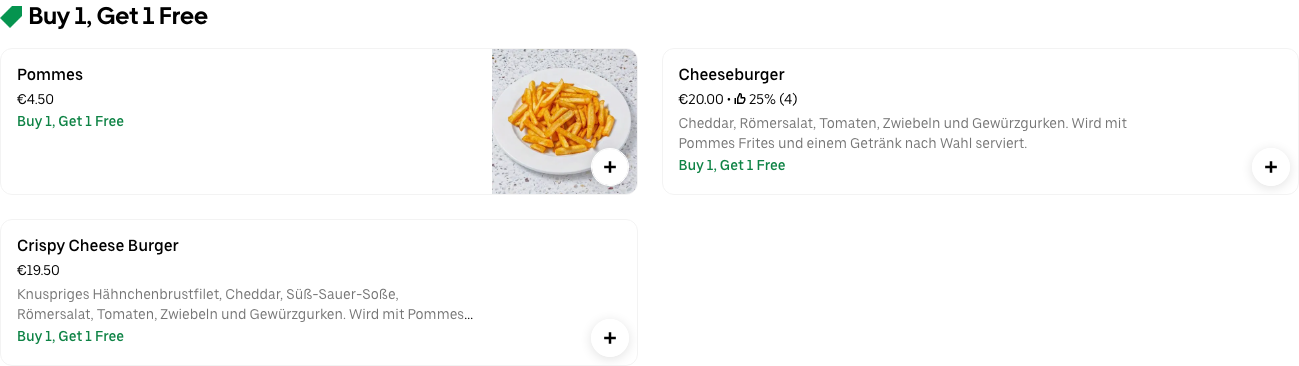 Buy 1, Get 1 Free
Pommes
€4.50
Buy 1, Get 1 Free
Cheeseburger
€20.00 • 25% (4)
Cheddar, Römersalat, Tomaten, Zwiebeln und Gewürzgurken. Wird mit
Pommes Frites und einem Getränk nach Wahl serviert.
Buy 1, Get 1 Free
Crispy Cheese Burger
€19.50
Knuspriges Hähnchenbrustfilet, Cheddar, Süß-Sauer-Soße,
Römersalat, Tomaten, Zwiebeln und Gewürzgurken. Wird mit Pommes...
Buy 1, Get 1 Free